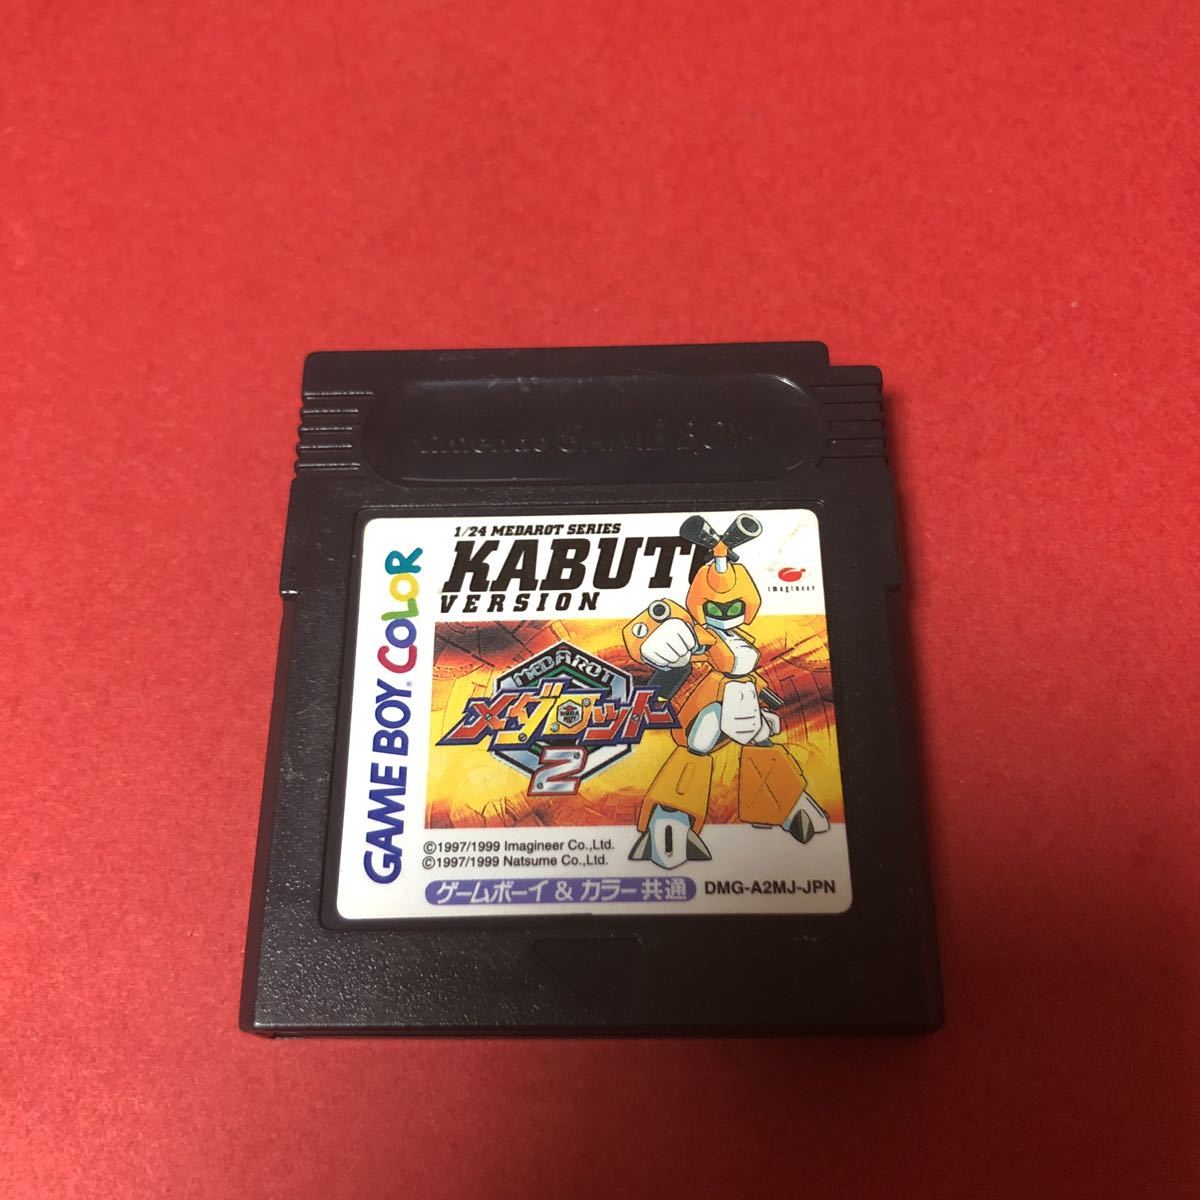 Nintendo GAME BOY
1/24 MEDAROT SERIES
KABUTO
VERSION
imagineer
GAME BOY COLOR
MEDAROT
メダロット
2
©1997/1999 Imagineer Co.,Ltd.
©1997/1999 Natsume Co.,Ltd.
ゲームボーイ & カラー共通
DMG-A2MJ-JPN